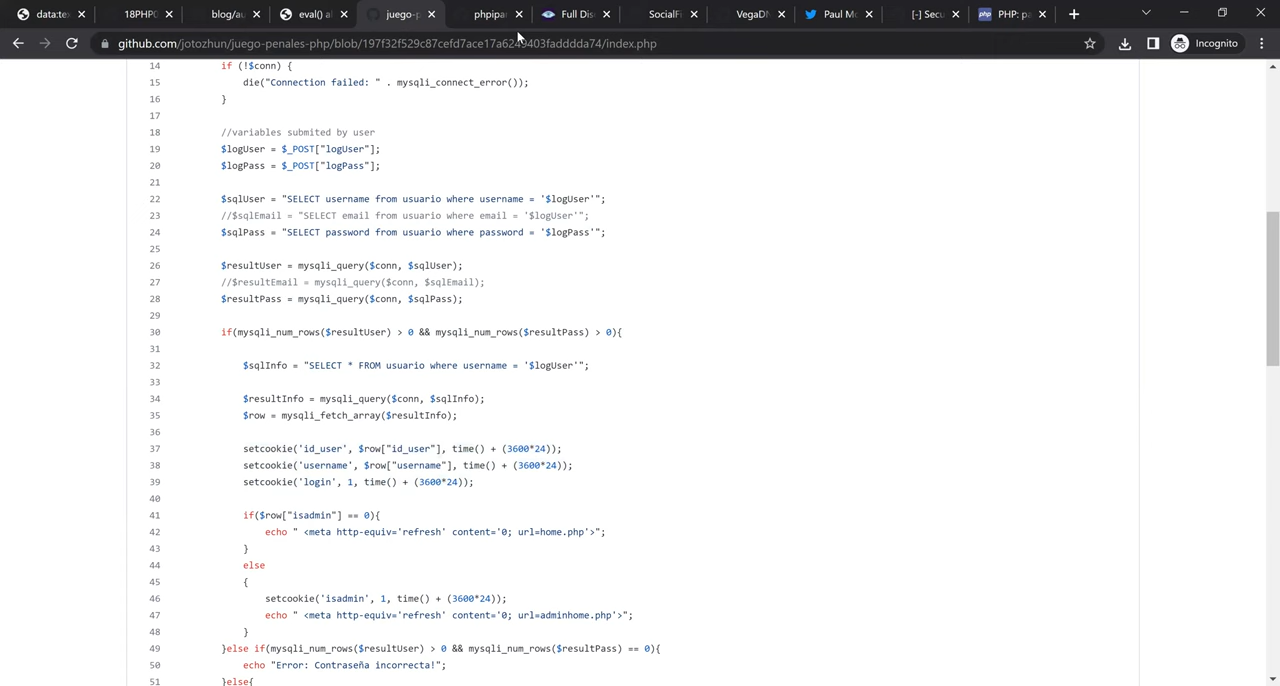 data:tex
18PHP0
blog/au
eval() al
juego-p
phpipa
Full Dis
SocialFi
VegaDN
Paul Mo
[-] Secu
php PHP: pa
github.com/jotozhun/juego-penales-php/blob/197f32f529c87cefd7ace17a6249403fadddda74/index.php
Incognito
14 if (!$conn) {
15 die("Connection failed: " . mysqli_connect_error());
16 }
17
18 //variables submited by user
19 $logUser = $_POST["logUser"];
20 $logPass = $_POST["logPass"];
21
22 $sqlUser = "SELECT username from usuario where username = '$logUser'";
23 //$sqlEmail = "SELECT email from usuario where email = '$logUser'";
24 $sqlPass = "SELECT password from usuario where password = '$logPass'";
25
26 $resultUser = mysqli_query($conn, $sqlUser);
27 //$resultEmail = mysqli_query($conn, $sqlEmail);
28 $resultPass = mysqli_query($conn, $sqlPass);
29
30 if(mysqli_num_rows($resultUser) > 0 && mysqli_num_rows($resultPass) > 0){
31
32 $sqlInfo = "SELECT * FROM usuario where username = '$logUser'";
33
34 $resultInfo = mysqli_query($conn, $sqlInfo);
35 $row = mysqli_fetch_array($resultInfo);
36
37 setcookie('id_user', $row["id_user"], time() + (3600*24));
38 setcookie('username', $row["username"], time() + (3600*24));
39 setcookie('login', 1, time() + (3600*24));
40
41 if($row["isadmin"] == 0){
42 echo " <meta http-equiv='refresh' content='0; url=home.php'>";
43 }
44 else
45 {
46 setcookie('isadmin', 1, time() + (3600*24));
47 echo " <meta http-equiv='refresh' content='0; url=adminhome.php'>";
48 }
49 }else if(mysqli_num_rows($resultUser) > 0 && mysqli_num_rows($resultPass) == 0){
50 echo "Error: Contraseña incorrecta!";
51 }else{